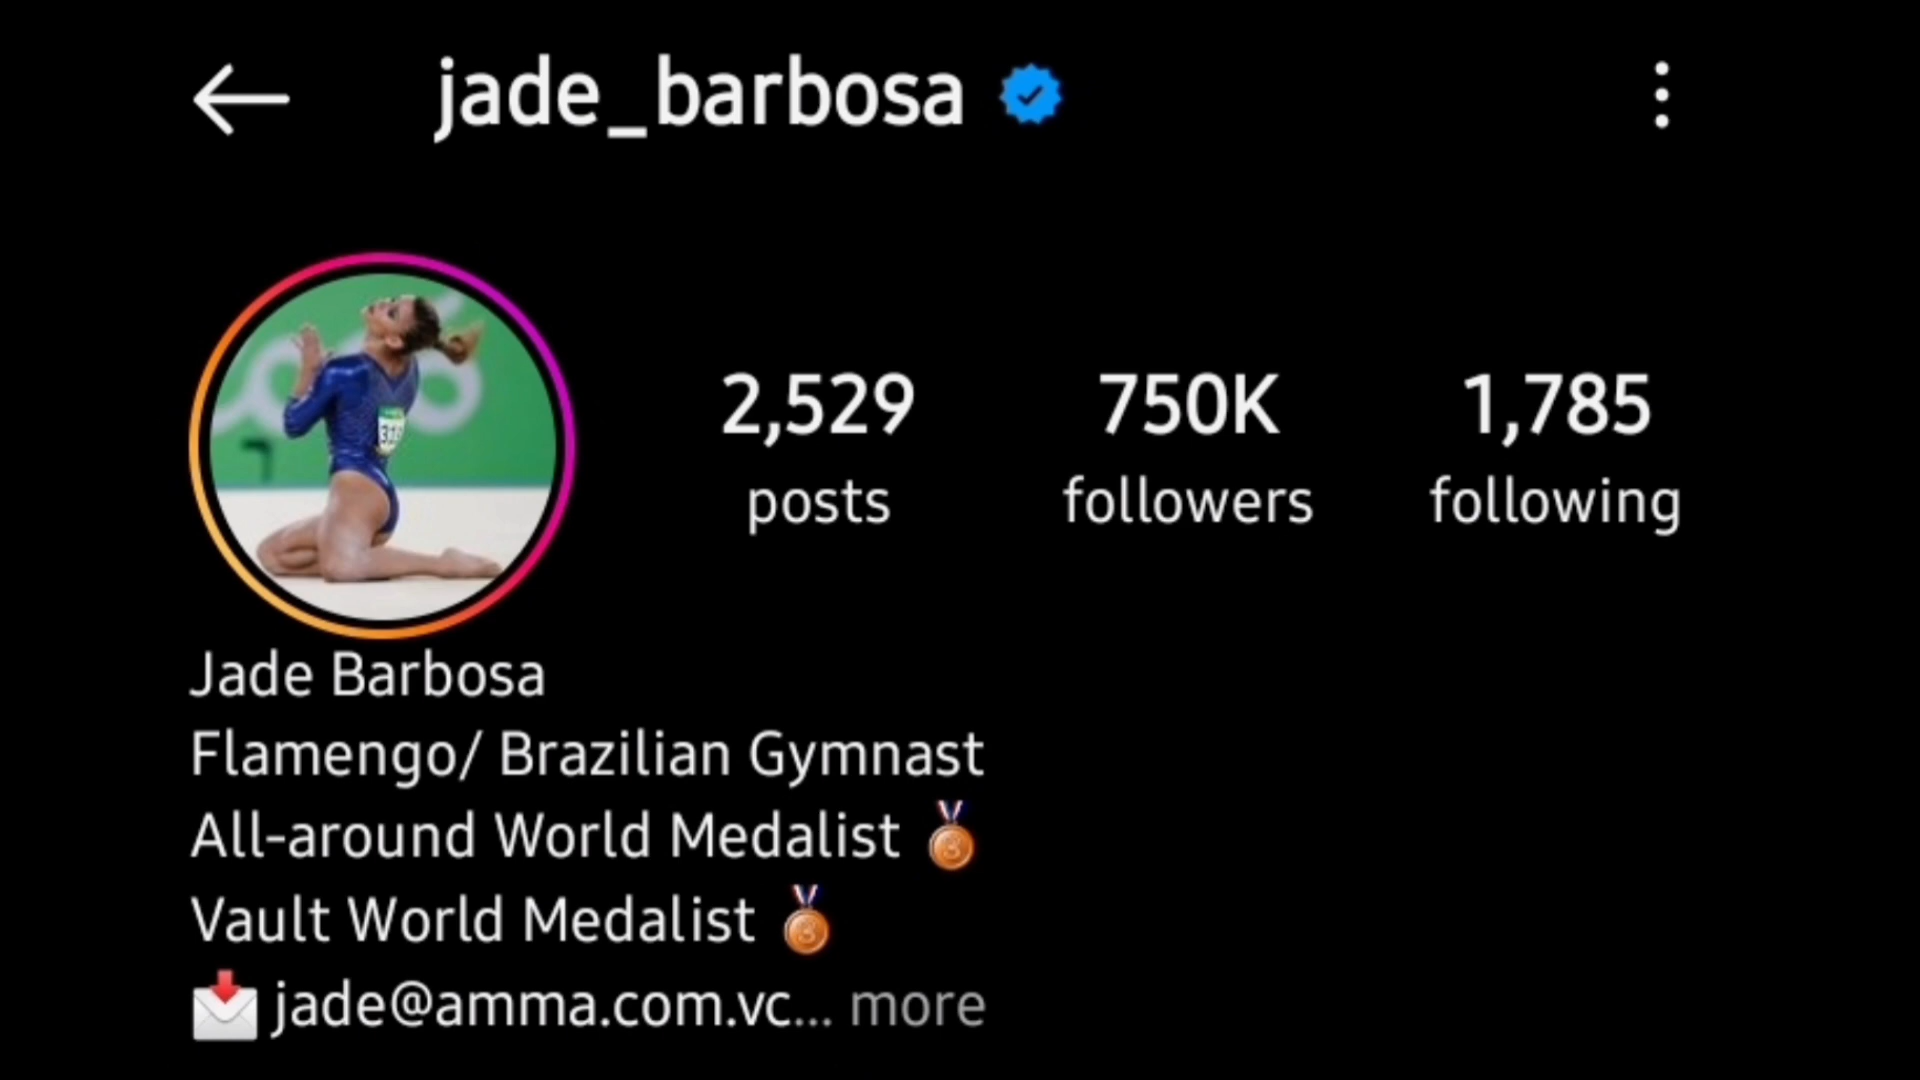 jade_barbosa
2,529 750K 1,785
posts followers following
Jade Barbosa
Flamengo/ Brazilian Gymnast
All-around World Medalist 🥉
Vault World Medalist 🥉
📩 jade@amma.com.vc... more